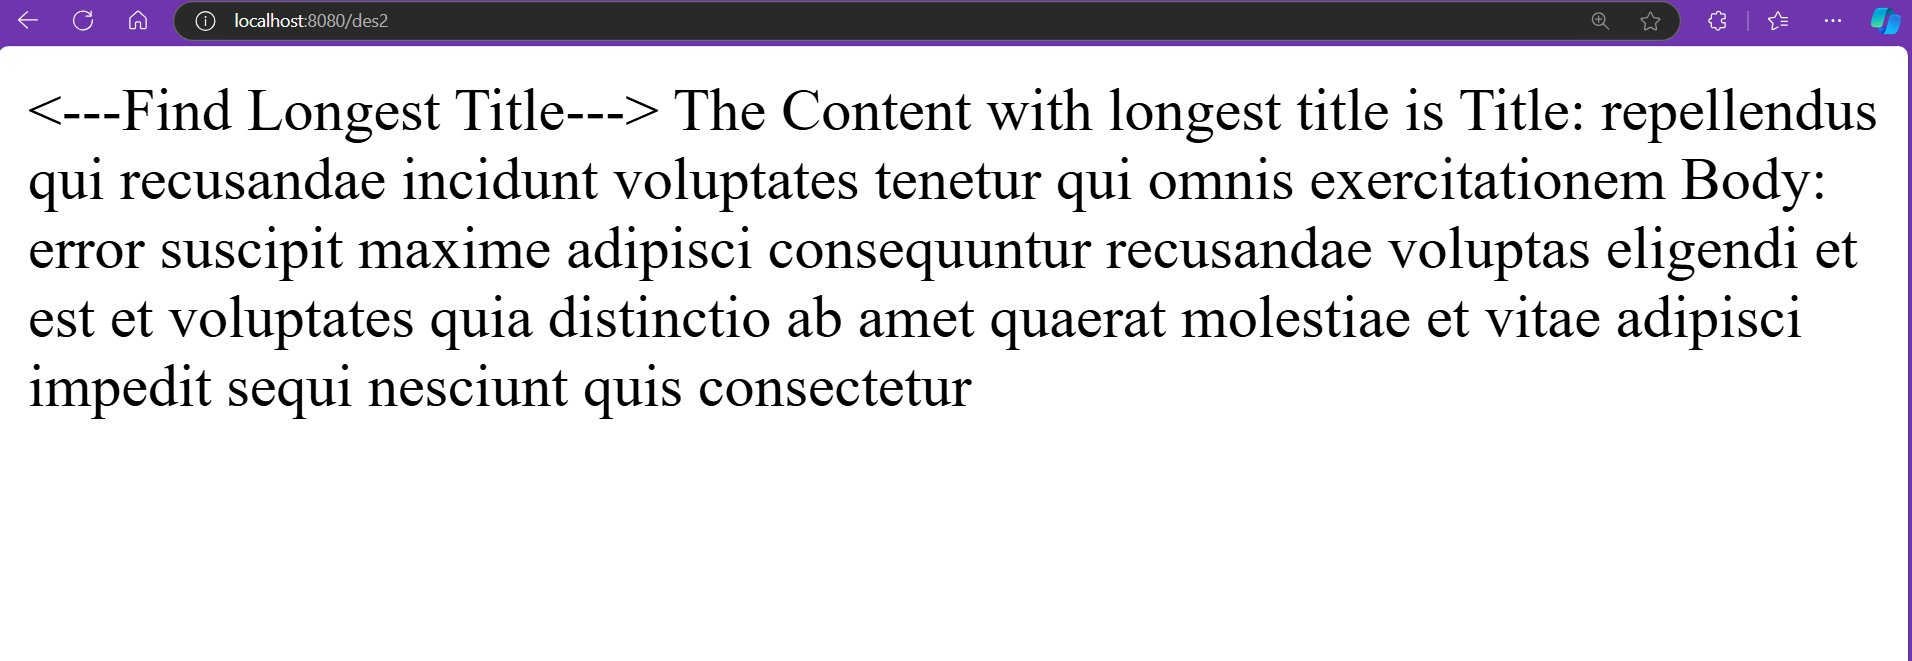 localhost:8080/des2
<---Find Longest Title---> The Content with longest title is Title: repellendus
qui recusandae incidunt voluptates tenetur qui omnis exercitationem Body:
error suscipit maxime adipisci consequuntur recusandae voluptas eligendi et
est et voluptates quia distinctio ab amet quaerat molestiae et vitae adipisci
impedit sequi nesciunt quis consectetur